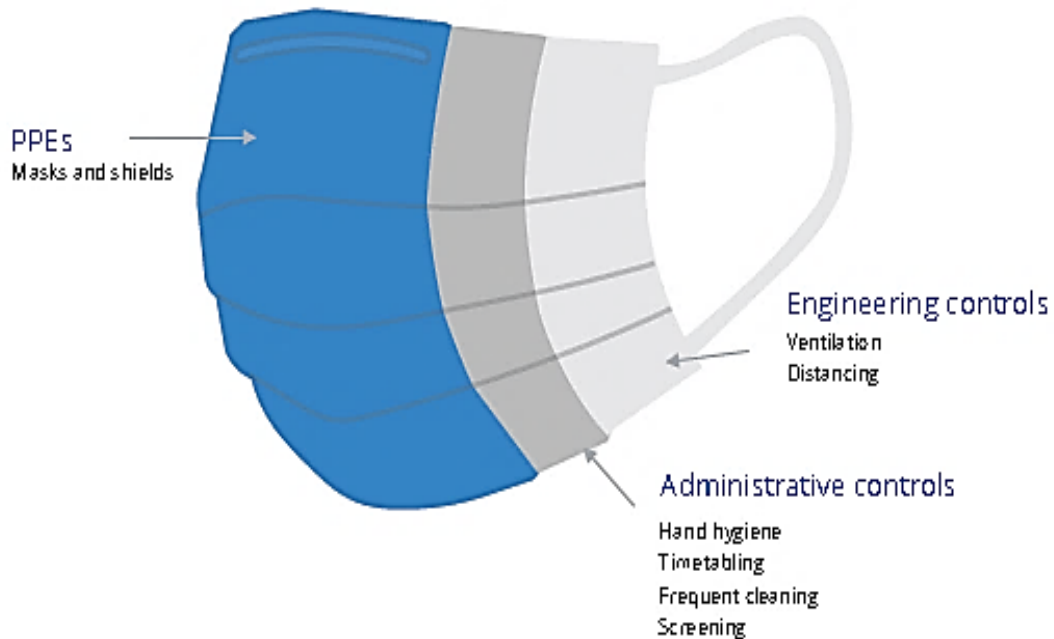 PPEs
Masks and shields
Engineering controls
Ventilation
Distancing
Administrative controls
Hand hygiene
Timetabling
Frequent cleaning
Screening